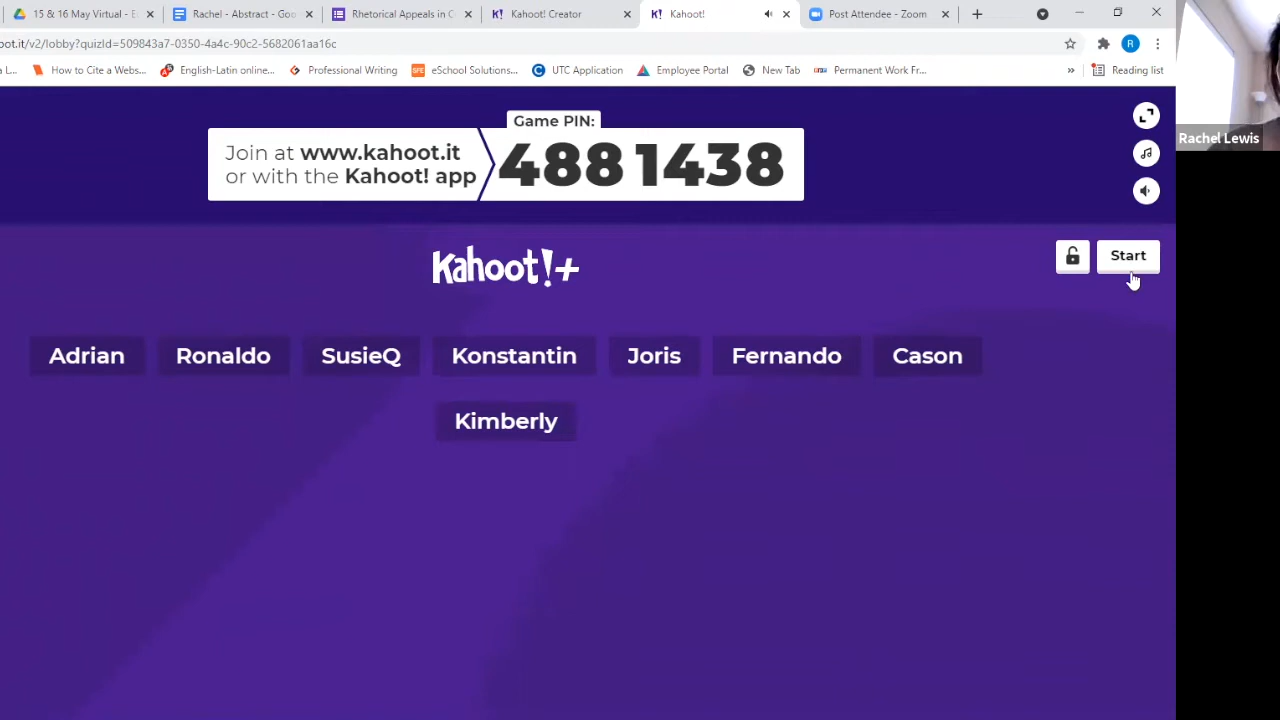 15 & 16 May Virtual - E
Rachel - Abstract - Goo
Rhetorical Appeals in C
K! Kahoot! Creator
K! Kahoot!
Post Attendee - Zoom
oot.it/v2/lobby?quizId=509843a7-0350-4a4c-90c2-5682061aa16c
R
a L...
How to Cite a Webs...
English-Latin online...
Professional Writing
eSchool Solutions...
UTC Application
Employee Portal
New Tab
Permanent Work Fr...
»
Reading list
Rachel Lewis
Game PIN:
Join at www.kahoot.it
or with the Kahoot! app
488 1438
Kahoot!+
Start
Adrian Ronaldo SusieQ Konstantin Joris Fernando Cason
Kimberly